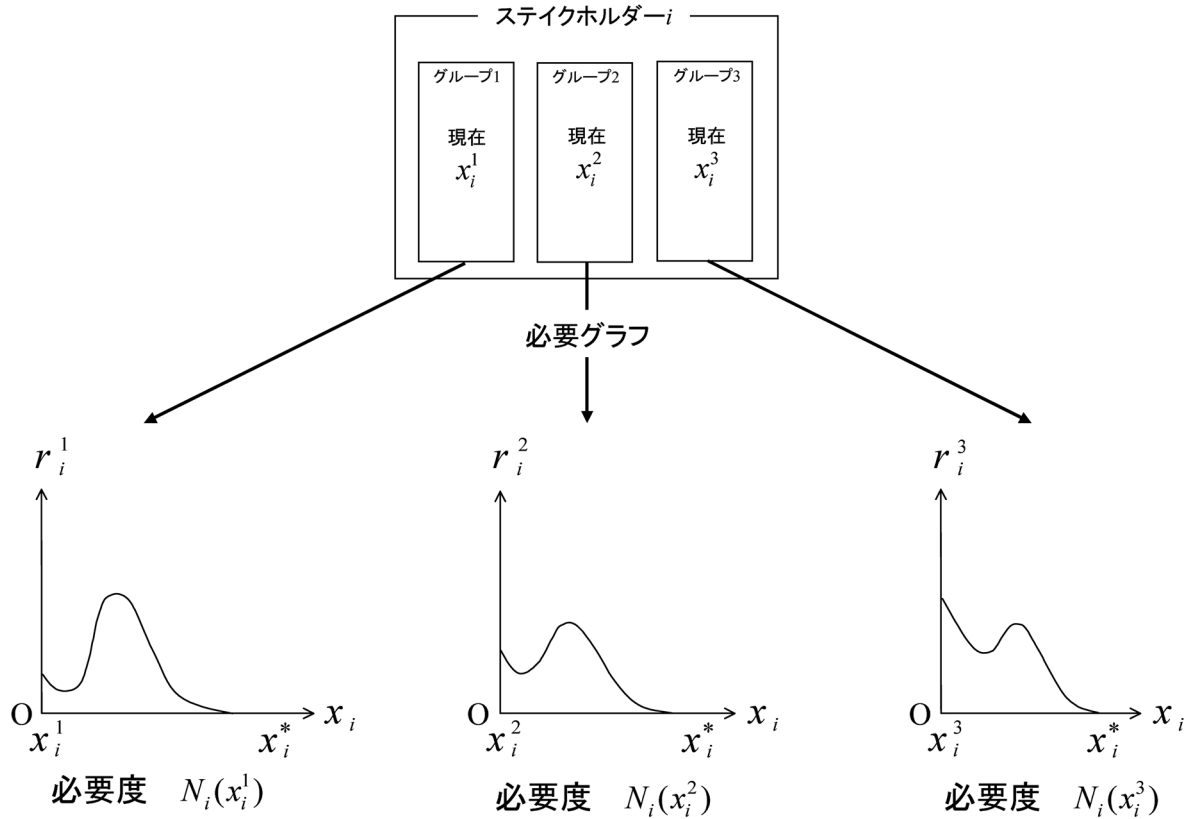 ステイクホルダーi
グループ1 グループ2 グループ3
現在 現在 現在
x_i^1 x_i^2 x_i^3
必要グラフ
r_i^1 r_i^2 r_i^3
O x_i O x_i O x_i
x_i^1 x_i^* x_i^2 x_i^* x_i^3 x_i^*
必要度 N_i(x_i^1) 必要度 N_i(x_i^2) 必要度 N_i(x_i^3)